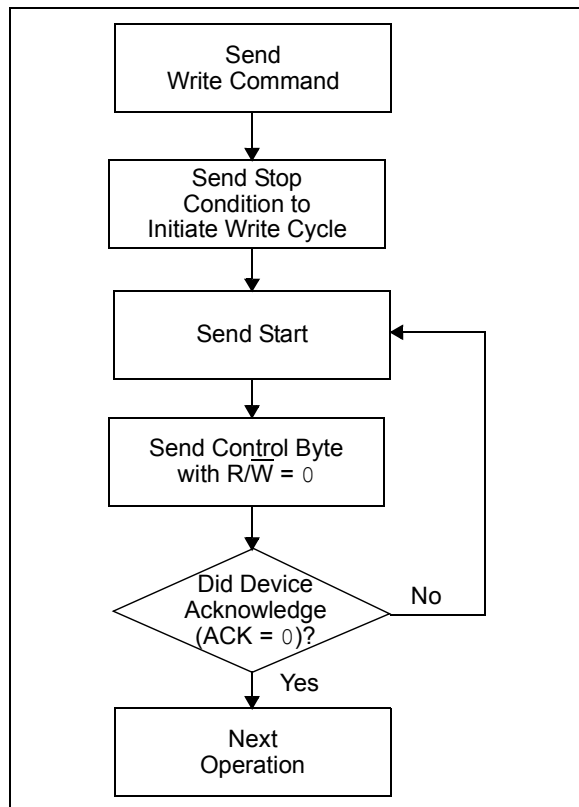 Send
Write Command
Send Stop
Condition to
Initiate Write Cycle
Send Start
Send Control Byte
with R/W̅ = 0
Did Device
Acknowledge
(ACK = 0)?
No
Yes
Next
Operation